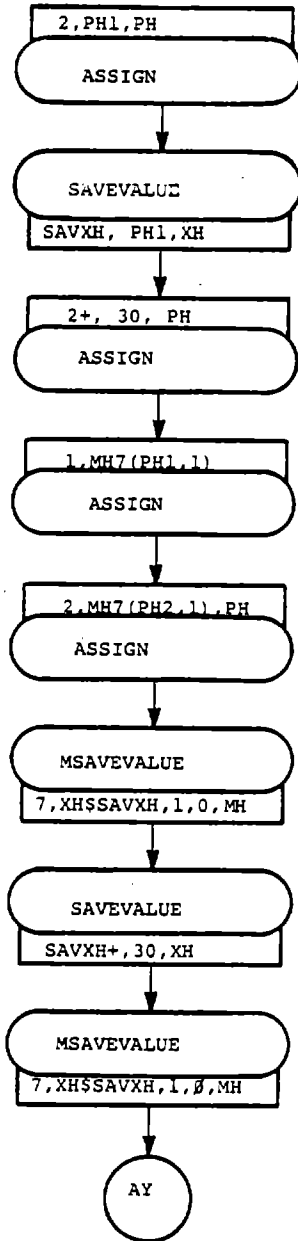 2,PH1,PH
ASSIGN
SAVEVALUE
SAVXH, PH1,XH
2+, 30, PH
ASSIGN
1,MH7(PH1,1)
ASSIGN
2,MH7(PH2,1),PH
ASSIGN
MSAVEVALUE
7,XH$SAVXH,1,0,MH
SAVEVALUE
SAVXH+,30,XH
MSAVEVALUE
7,XH$SAVXH,1,Ø,MH
AY